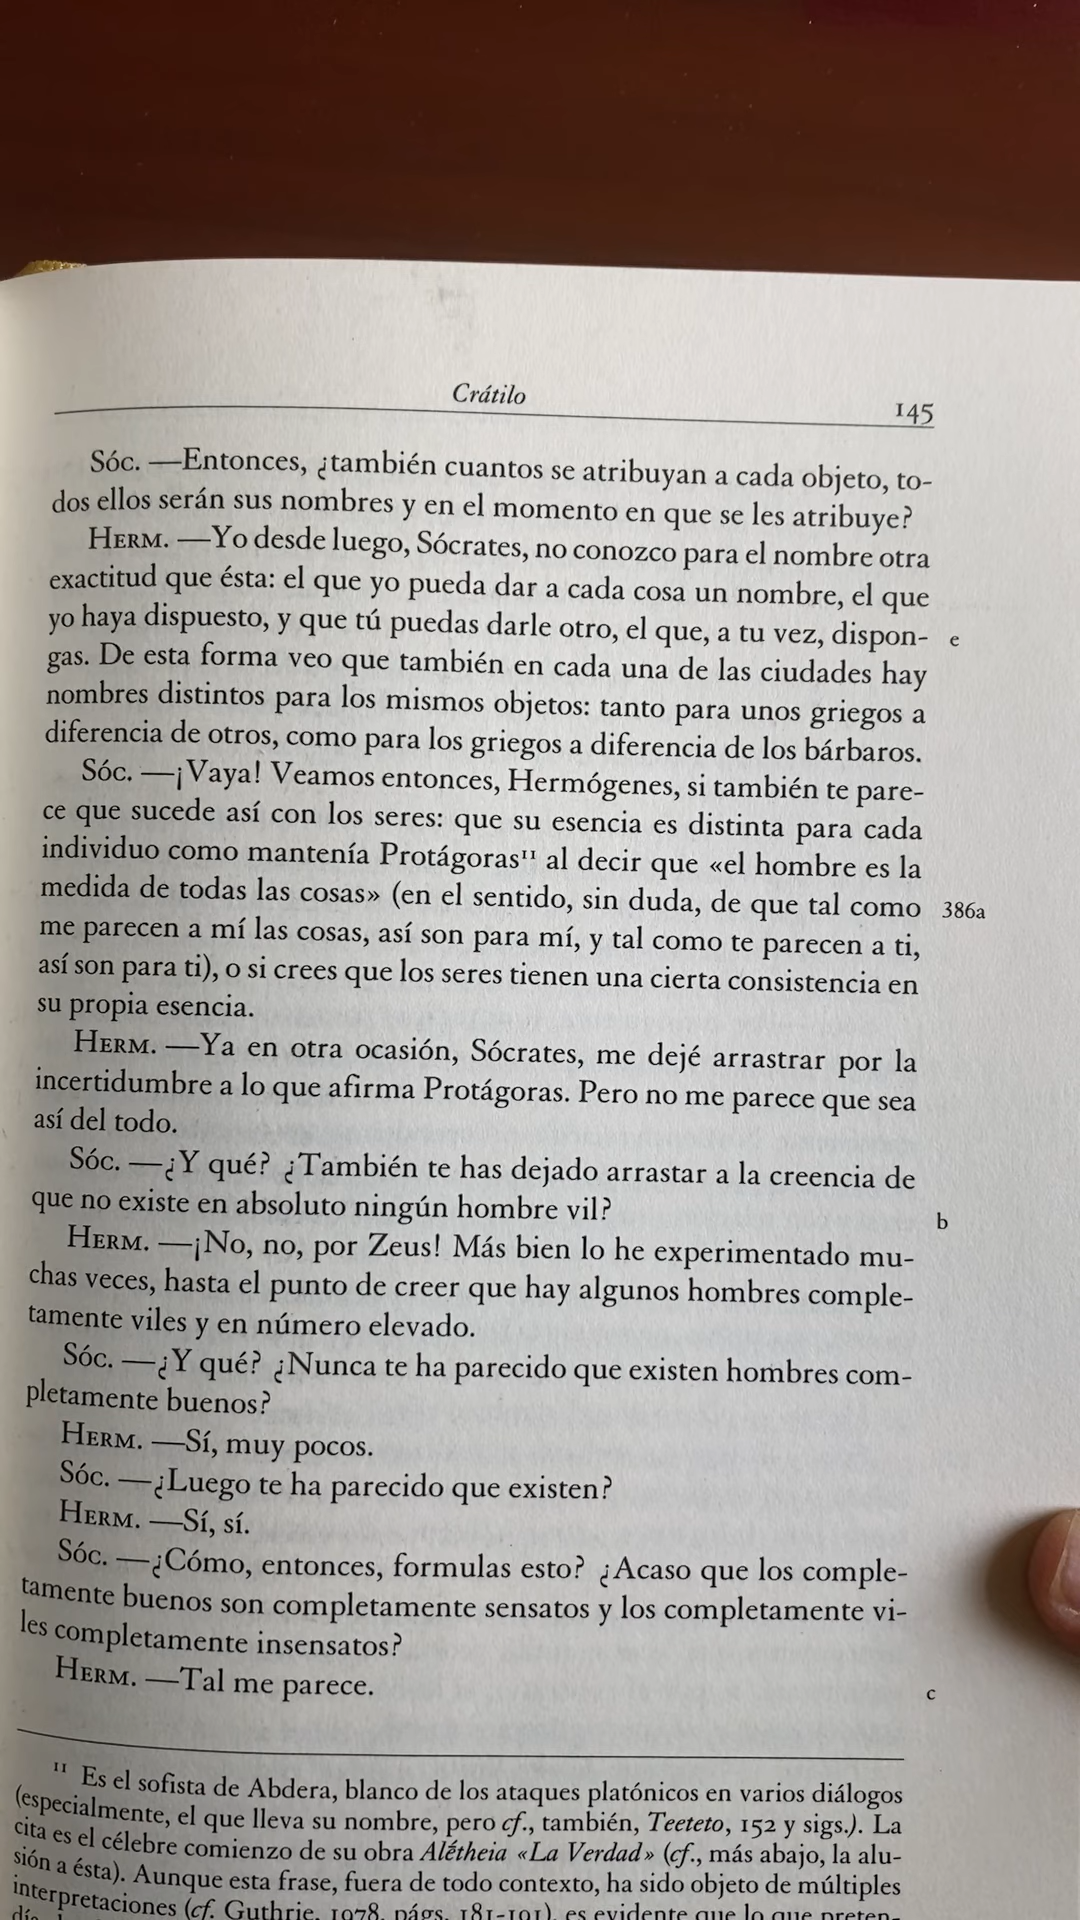 Crátilo
145
Sóc. —Entonces, ¿también cuantos se atribuyan a cada objeto, to-
dos ellos serán sus nombres y en el momento en que se les atribuye?
HERM. —Yo desde luego, Sócrates, no conozco para el nombre otra
exactitud que ésta: el que yo pueda dar a cada cosa un nombre, el que
yo haya dispuesto, y que tú puedas darle otro, el que, a tu vez, dispon- e
gas. De esta forma veo que también en cada una de las ciudades hay
nombres distintos para los mismos objetos: tanto para unos griegos a
diferencia de otros, como para los griegos a diferencia de los bárbaros.
Sóc. —¡Vaya! Veamos entonces, Hermógenes, si también te pare-
ce que sucede así con los seres: que su esencia es distinta para cada
individuo como mantenía Protágoras¹¹ al decir que «el hombre es la
medida de todas las cosas» (en el sentido, sin duda, de que tal como 386a
me parecen a mí las cosas, así son para mí, y tal como te parecen a ti,
así son para ti), o si crees que los seres tienen una cierta consistencia en
su propia esencia.
HERM. —Ya en otra ocasión, Sócrates, me dejé arrastrar por la
incertidumbre a lo que afirma Protágoras. Pero no me parece que sea
así del todo.
Sóc. —¿Y qué? ¿También te has dejado arrastar a la creencia de
que no existe en absoluto ningún hombre vil? b
HERM. —¡No, no, por Zeus! Más bien lo he experimentado mu-
chas veces, hasta el punto de creer que hay algunos hombres comple-
tamente viles y en número elevado.
Sóc. —¿Y qué? ¿Nunca te ha parecido que existen hombres com-
pletamente buenos?
HERM. —Sí, muy pocos.
Sóc. —¿Luego te ha parecido que existen?
HERM. —Sí, sí.
Sóc. —¿Cómo, entonces, formulas esto? ¿Acaso que los comple-
tamente buenos son completamente sensatos y los completamente vi-
les completamente insensatos?
HERM. —Tal me parece. c
¹¹ Es el sofista de Abdera, blanco de los ataques platónicos en varios diálogos
(especialmente, el que lleva su nombre, pero cf., también, Teeteto, 152 y sigs.). La
cita es el célebre comienzo de su obra Alétheia «La Verdad» (cf., más abajo, la alu-
sión a ésta). Aunque esta frase, fuera de todo contexto, ha sido objeto de múltiples
interpretaciones (cf. Guthrie, 1978, págs. 181-191), es evidente que lo que preten-